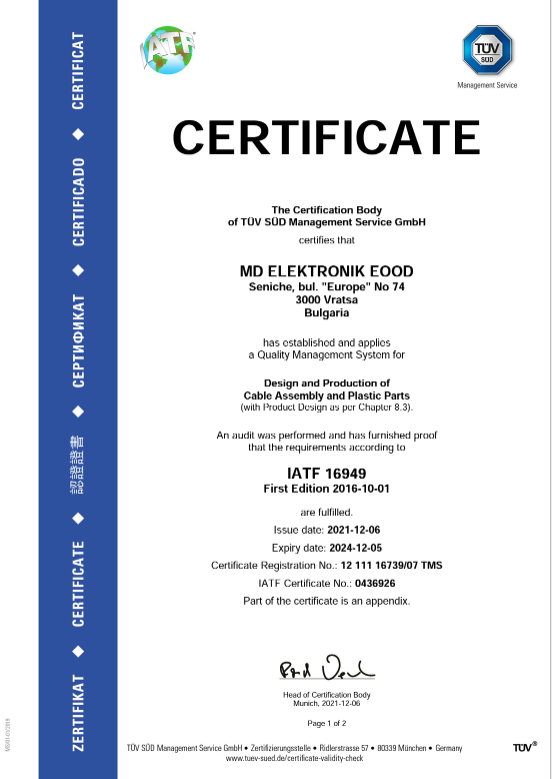 IATF
TÜV
SÜD
Management Service
CERTIFICATE
The Certification Body
of TÜV SÜD Management Service GmbH
certifies that
MD ELEKTRONIK EOOD
Seniche, bul. "Europe" No 74
3000 Vratsa
Bulgaria
has established and applies
a Quality Management System for
Design and Production of
Cable Assembly and Plastic Parts
(with Product Design as per Chapter 8.3).
An audit was performed and has furnished proof
that the requirements according to
IATF 16949
First Edition 2016-10-01
are fulfilled.
Issue date: 2021-12-06
Expiry date: 2024-12-05
Certificate Registration No.: 12 111 16739/07 TMS
IATF Certificate No.: 0436926
Part of the certificate is an appendix.
Head of Certification Body
Munich, 2021-12-06
Page 1 of 2
TÜV SÜD Management Service GmbH • Zertifizierungsstelle • Ridlerstrasse 57 • 80339 München • Germany
www.tuev-sued.de/certificate-validity-check
TÜV®
ZERTIFIKAT ◆ CERTIFICATE ◆ 認證證書 ◆ СЕРТИФИКАТ ◆ CERTIFICADO ◆ CERTIFICAT